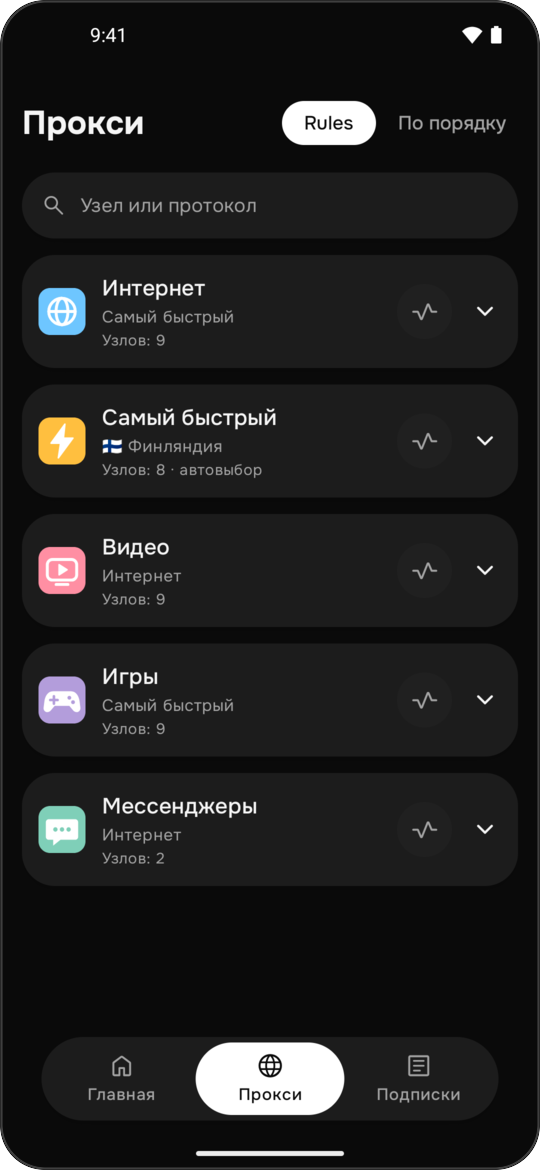 9:41
Прокси
Rules
По порядку
Узел или протокол
Интернет
Самый быстрый
Узлов: 9
Самый быстрый
🇫🇮 Финляндия
Узлов: 8 · автовыбор
Видео
Интернет
Узлов: 9
Игры
Самый быстрый
Узлов: 9
Мессенджеры
Интернет
Узлов: 2
Главная
Прокси
Подписки